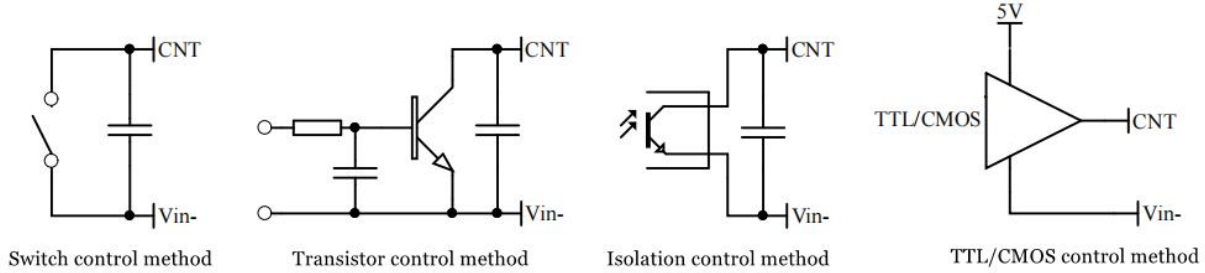 5V
CNT
CNT
CNT
TTL/CMOS
CNT
Vin-
Vin-
Vin-
Vin-
Switch control method
Transistor control method
Isolation control method
TTL/CMOS control method